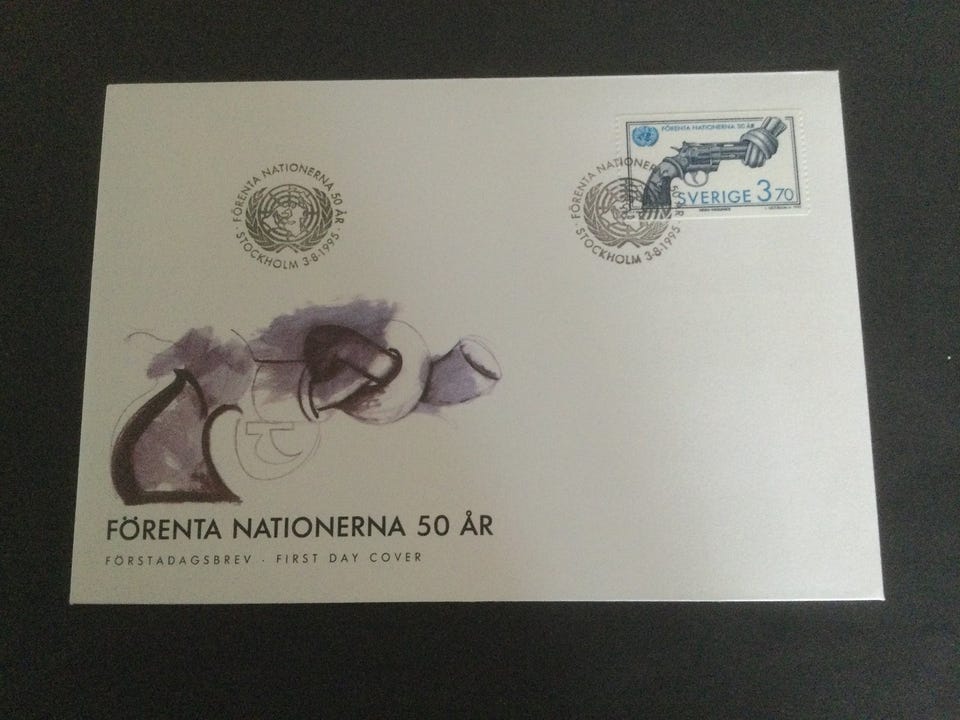 FÖRENTA NATIONERNA 50 ÅR
· STOCKHOLM 3·8·1995 ·
FÖRENTA NATIONERNA 50 ÅR
· STOCKHOLM 3·8·1995 ·
FÖRENTA NATIONERNA 50 ÅR
SVERIGE 3 70
FÖRENTA NATIONERNA 50 ÅR
FÖRSTADAGSBREV · FIRST DAY COVER